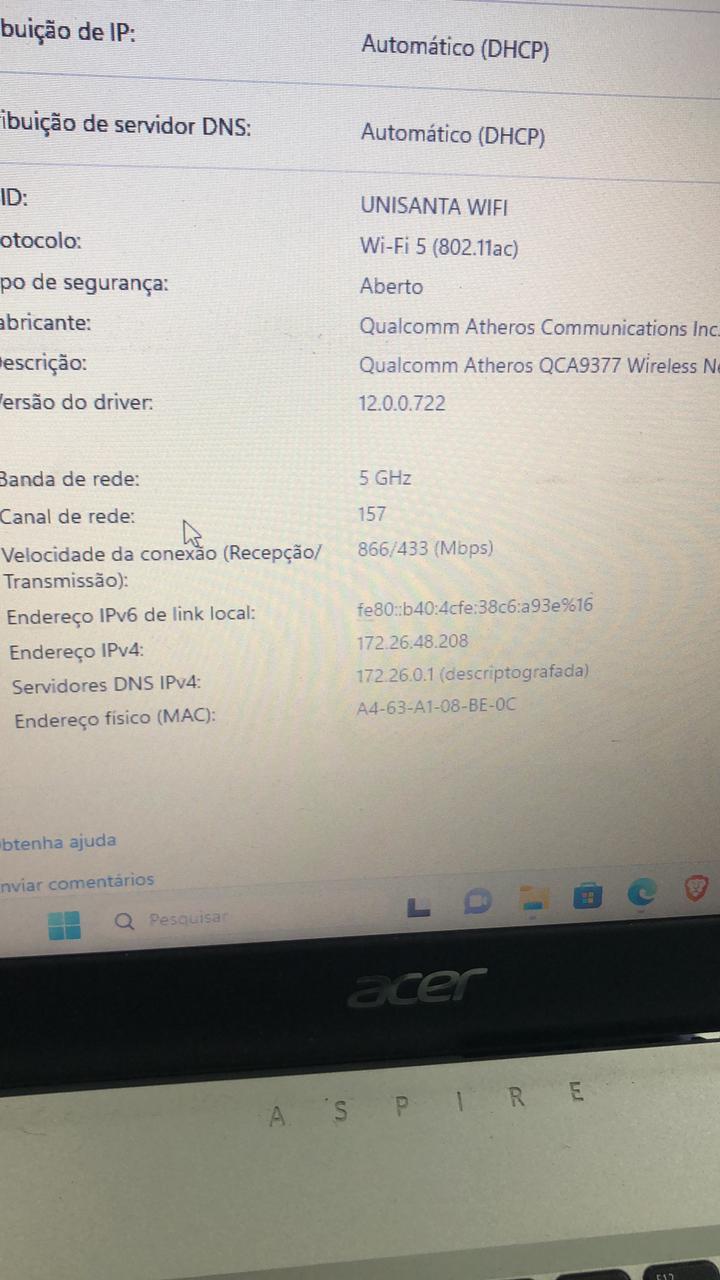 buição de IP: Automático (DHCP)
ibuição de servidor DNS: Automático (DHCP)
ID: UNISANTA WIFI
otocolo: Wi-Fi 5 (802.11ac)
po de segurança: Aberto
abricante: Qualcomm Atheros Communications Inc.
escrição: Qualcomm Atheros QCA9377 Wireless Ne
ersão do driver: 12.0.0.722
Banda de rede: 5 GHz
Canal de rede: 157
Velocidade da conexão (Recepção/ 866/433 (Mbps)
Transmissão):
Endereço IPv6 de link local: fe80::b40:4cfe:38c6:a93e%16
Endereço IPv4: 172.26.48.208
Servidores DNS IPv4: 172.26.0.1 (descriptografada)
Endereço físico (MAC): A4-63-A1-08-BE-0C
btenha ajuda
nviar comentários
Pesquisar
acer
ASPIRE
F12